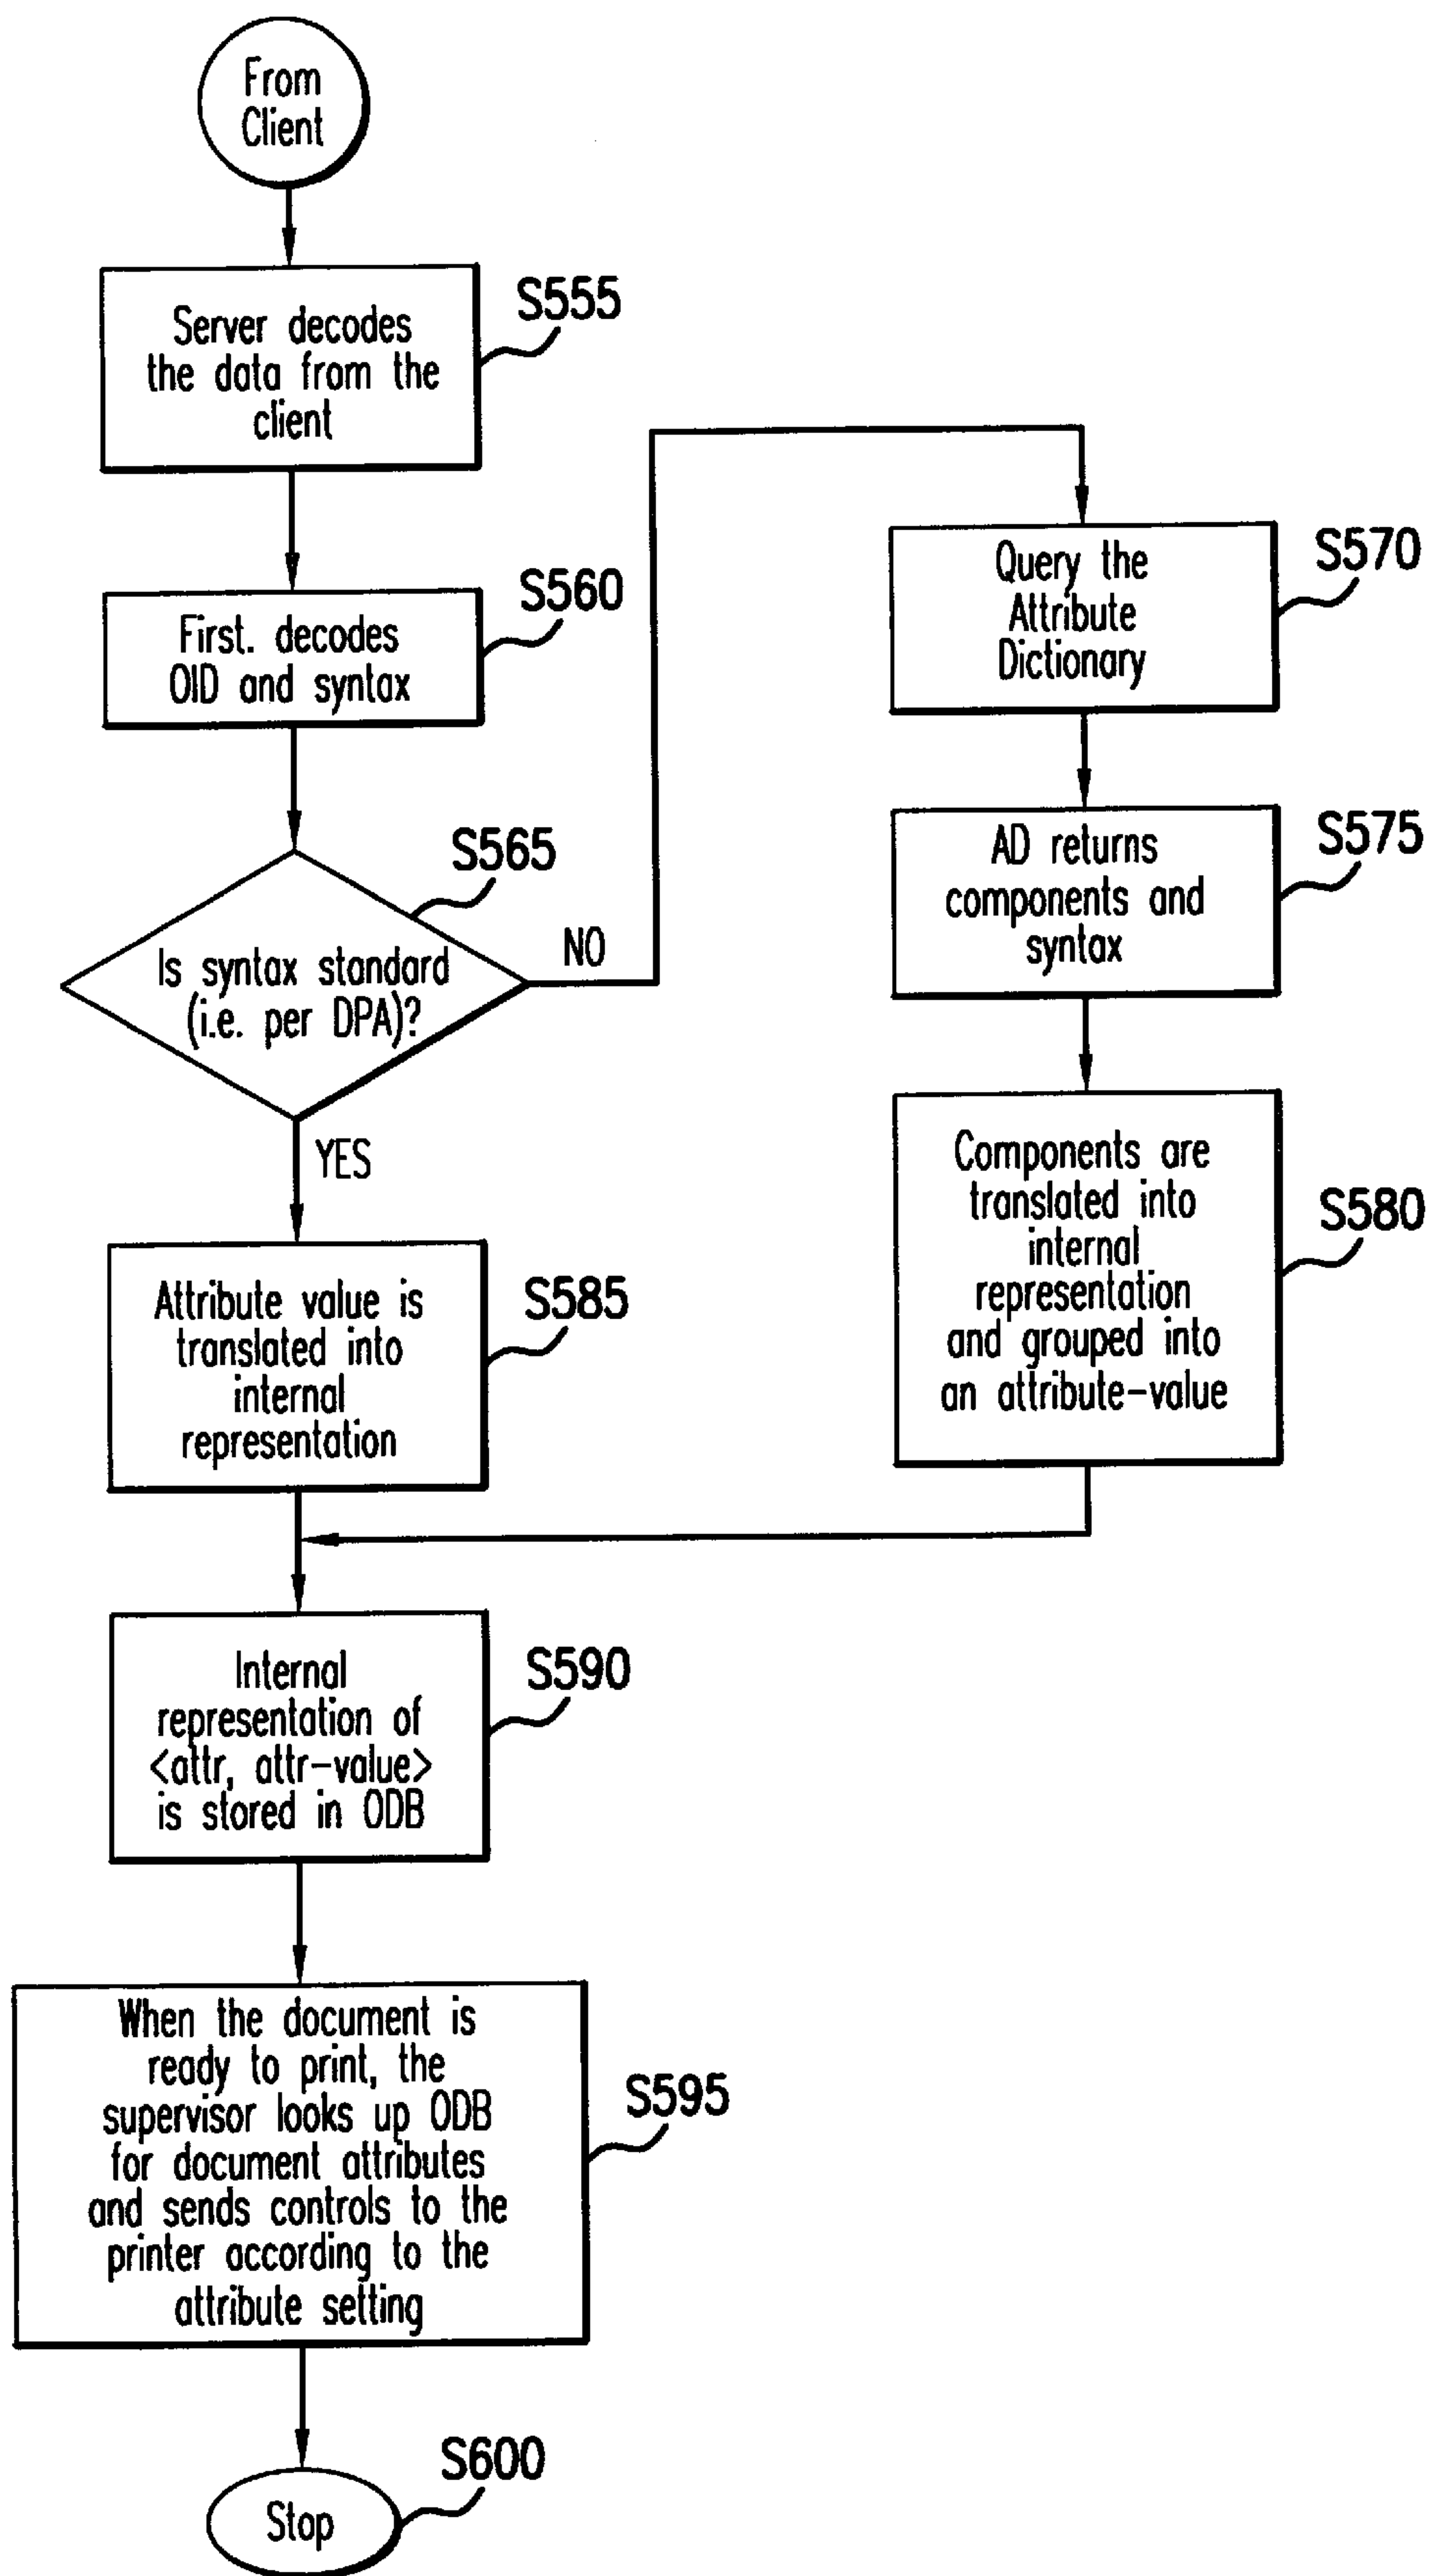 From
Client
Server decodes
the data from the
client
S555
First. decodes
OID and syntax
S560
Is syntax standard
(i.e. per DPA)?
S565
NO
YES
Query the
Attribute
Dictionary
S570
AD returns
components and
syntax
S575
Components are
translated into
internal
representation
and grouped into
an attribute-value
S580
Attribute value is
translated into
internal
representation
S585
Internal
representation of
<attr, attr-value>
is stored in ODB
S590
When the document is
ready to print, the
supervisor looks up ODB
for document attributes
and sends controls to the
printer according to the
attribute setting
S595
Stop
S600